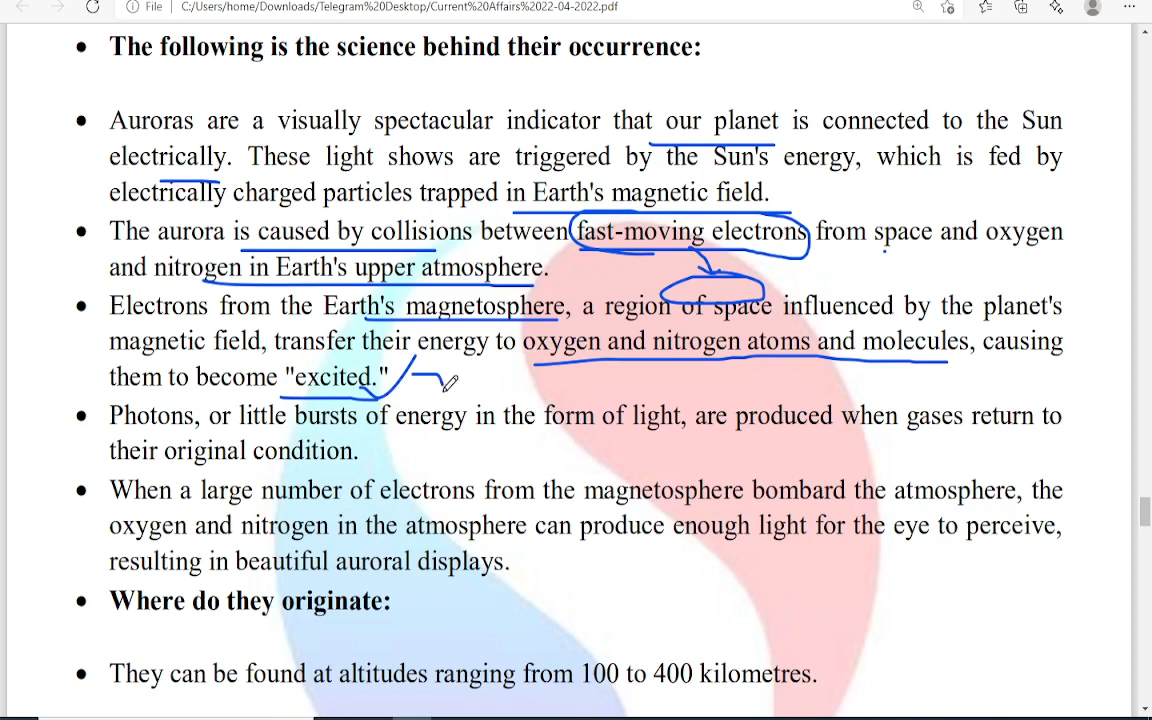 File | C:/Users/home/Downloads/Telegram%20Desktop/Current%20Affairs%2022-04-2022.pdf
• The following is the science behind their occurrence:
• Auroras are a visually spectacular indicator that our planet is connected to the Sun
electrically. These light shows are triggered by the Sun's energy, which is fed by
electrically charged particles trapped in Earth's magnetic field.
• The aurora is caused by collisions between fast-moving electrons from space and oxygen
and nitrogen in Earth's upper atmosphere.
• Electrons from the Earth's magnetosphere, a region of space influenced by the planet's
magnetic field, transfer their energy to oxygen and nitrogen atoms and molecules, causing
them to become "excited."
• Photons, or little bursts of energy in the form of light, are produced when gases return to
their original condition.
• When a large number of electrons from the magnetosphere bombard the atmosphere, the
oxygen and nitrogen in the atmosphere can produce enough light for the eye to perceive,
resulting in beautiful auroral displays.
• Where do they originate:
• They can be found at altitudes ranging from 100 to 400 kilometres.